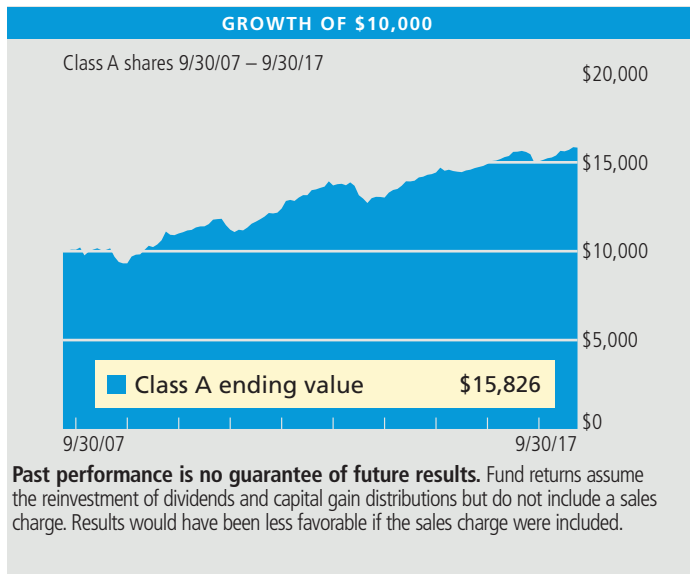 GROWTH OF $10,000
Class A shares 9/30/07 – 9/30/17
$20,000
$15,000
$10,000
$5,000
Class A ending value $15,826
$0
9/30/07 9/30/17
Past performance is no guarantee of future results. Fund returns assume
the reinvestment of dividends and capital gain distributions but do not include a sales
charge. Results would have been less favorable if the sales charge were included.